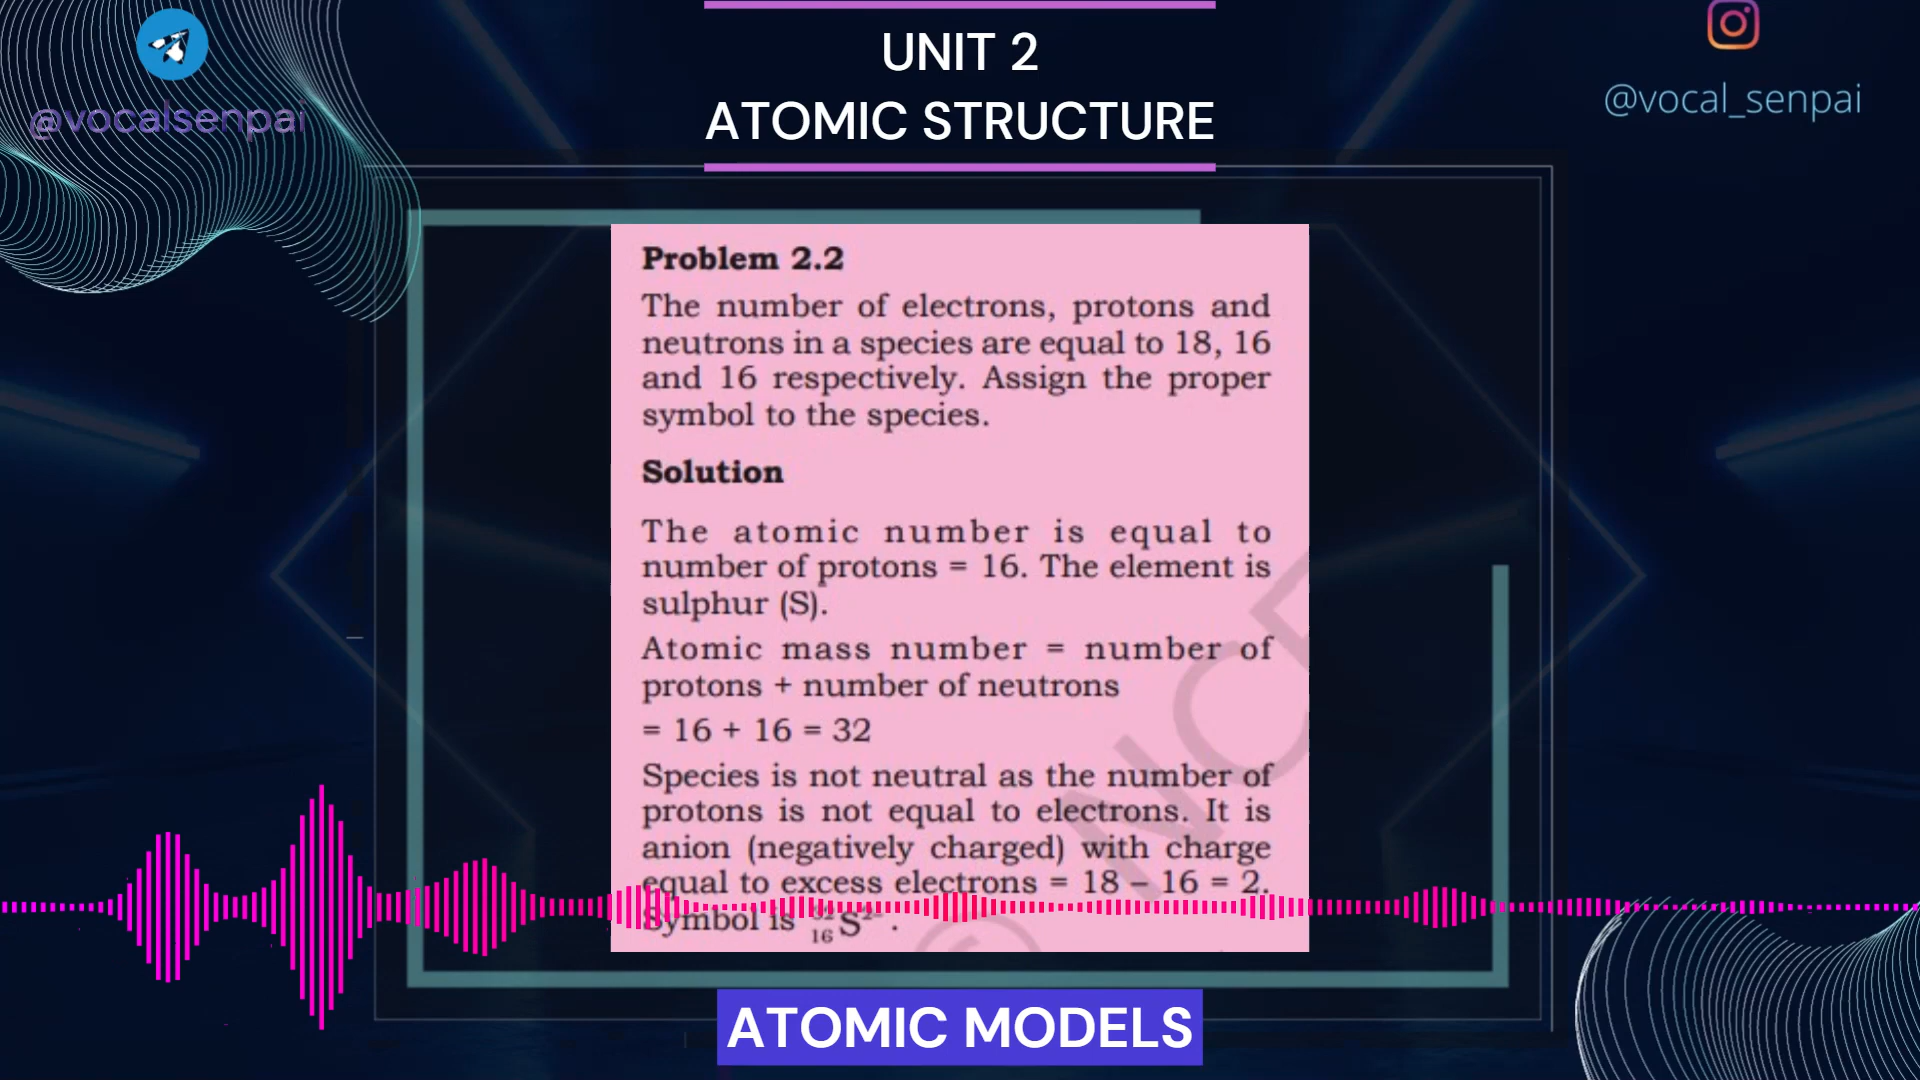 UNIT 2
ATOMIC STRUCTURE
@vocalsenpai
@vocal_senpai
Problem 2.2
The number of electrons, protons and
neutrons in a species are equal to 18, 16
and 16 respectively. Assign the proper
symbol to the species.
Solution
The atomic number is equal to
number of protons = 16. The element is
sulphur (S).
Atomic mass number = number of
protons + number of neutrons
= 16 + 16 = 32
Species is not neutral as the number of
protons is not equal to electrons. It is
anion (negatively charged) with charge
equal to excess electrons = 18 – 16 = 2.
Symbol is ³²₁₆S²⁻ .
© NCE
ATOMIC MODELS